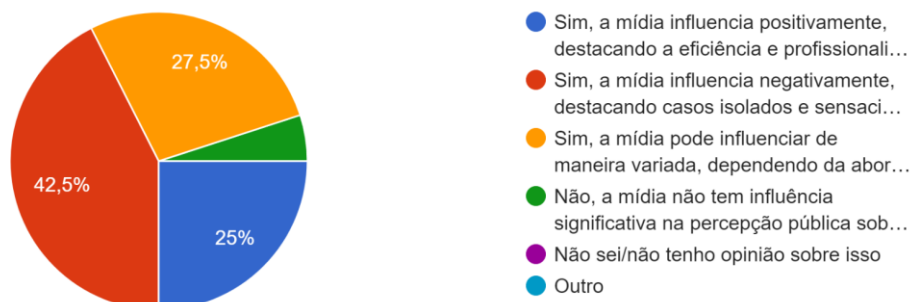 27,5%
42,5%
25%
Sim, a mídia influencia positivamente,
destacando a eficiência e profissionali…
Sim, a mídia influencia negativamente,
destacando casos isolados e sensaci…
Sim, a mídia pode influenciar de
maneira variada, dependendo da abor…
Não, a mídia não tem influência
significativa na percepção pública sob…
Não sei/não tenho opinião sobre isso
Outro